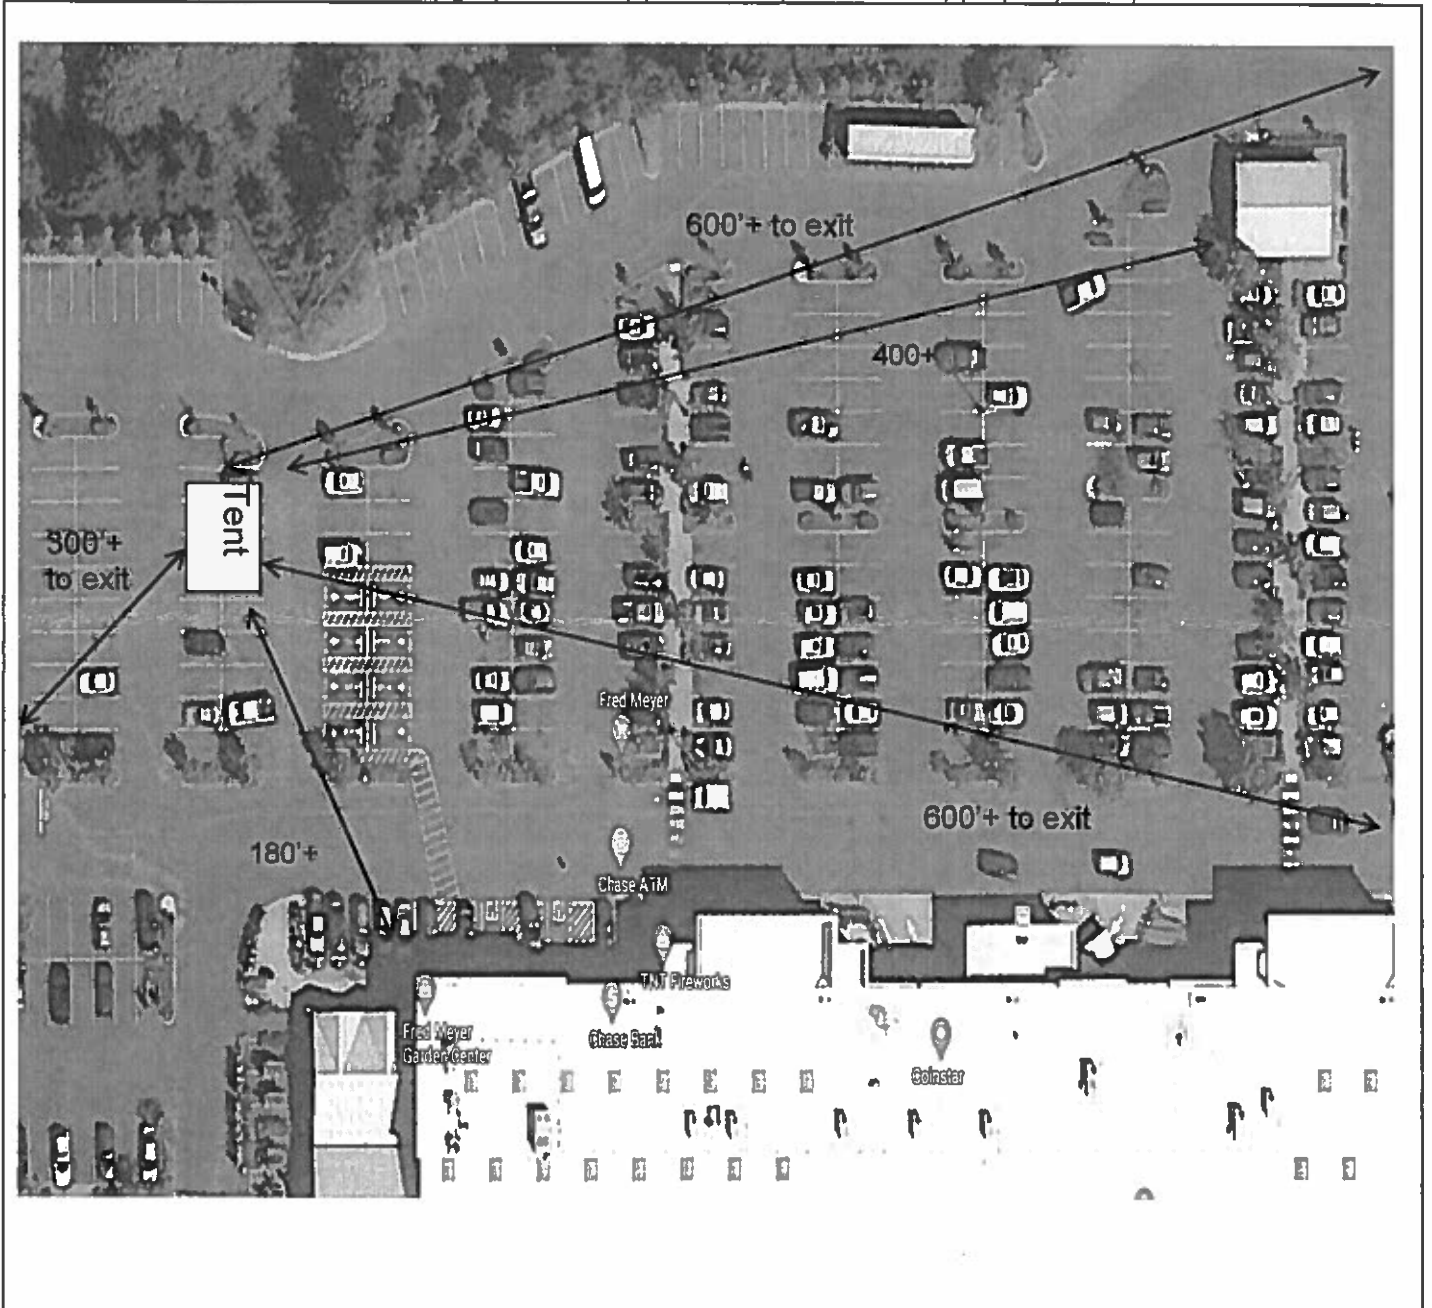 600'+ to exit
400+
Tent
300'+
to exit
Fred Meyer
600'+ to exit
180'+
Chase ATM
TNT Fireworks
Fred Meyer
Garden Center
Chase Bank
Coinstar